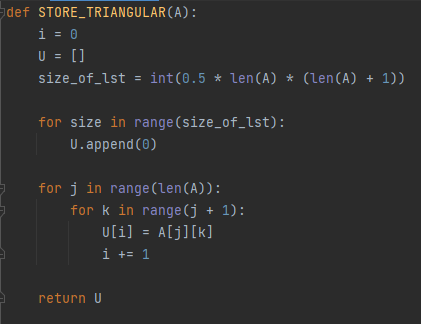 def STORE_TRIANGULAR(A):
    i = 0
    U = []
    size_of_lst = int(0.5 * len(A) * (len(A) + 1))

    for size in range(size_of_lst):
        U.append(0)

    for j in range(len(A)):
        for k in range(j + 1):
            U[i] = A[j][k]
            i += 1

    return U